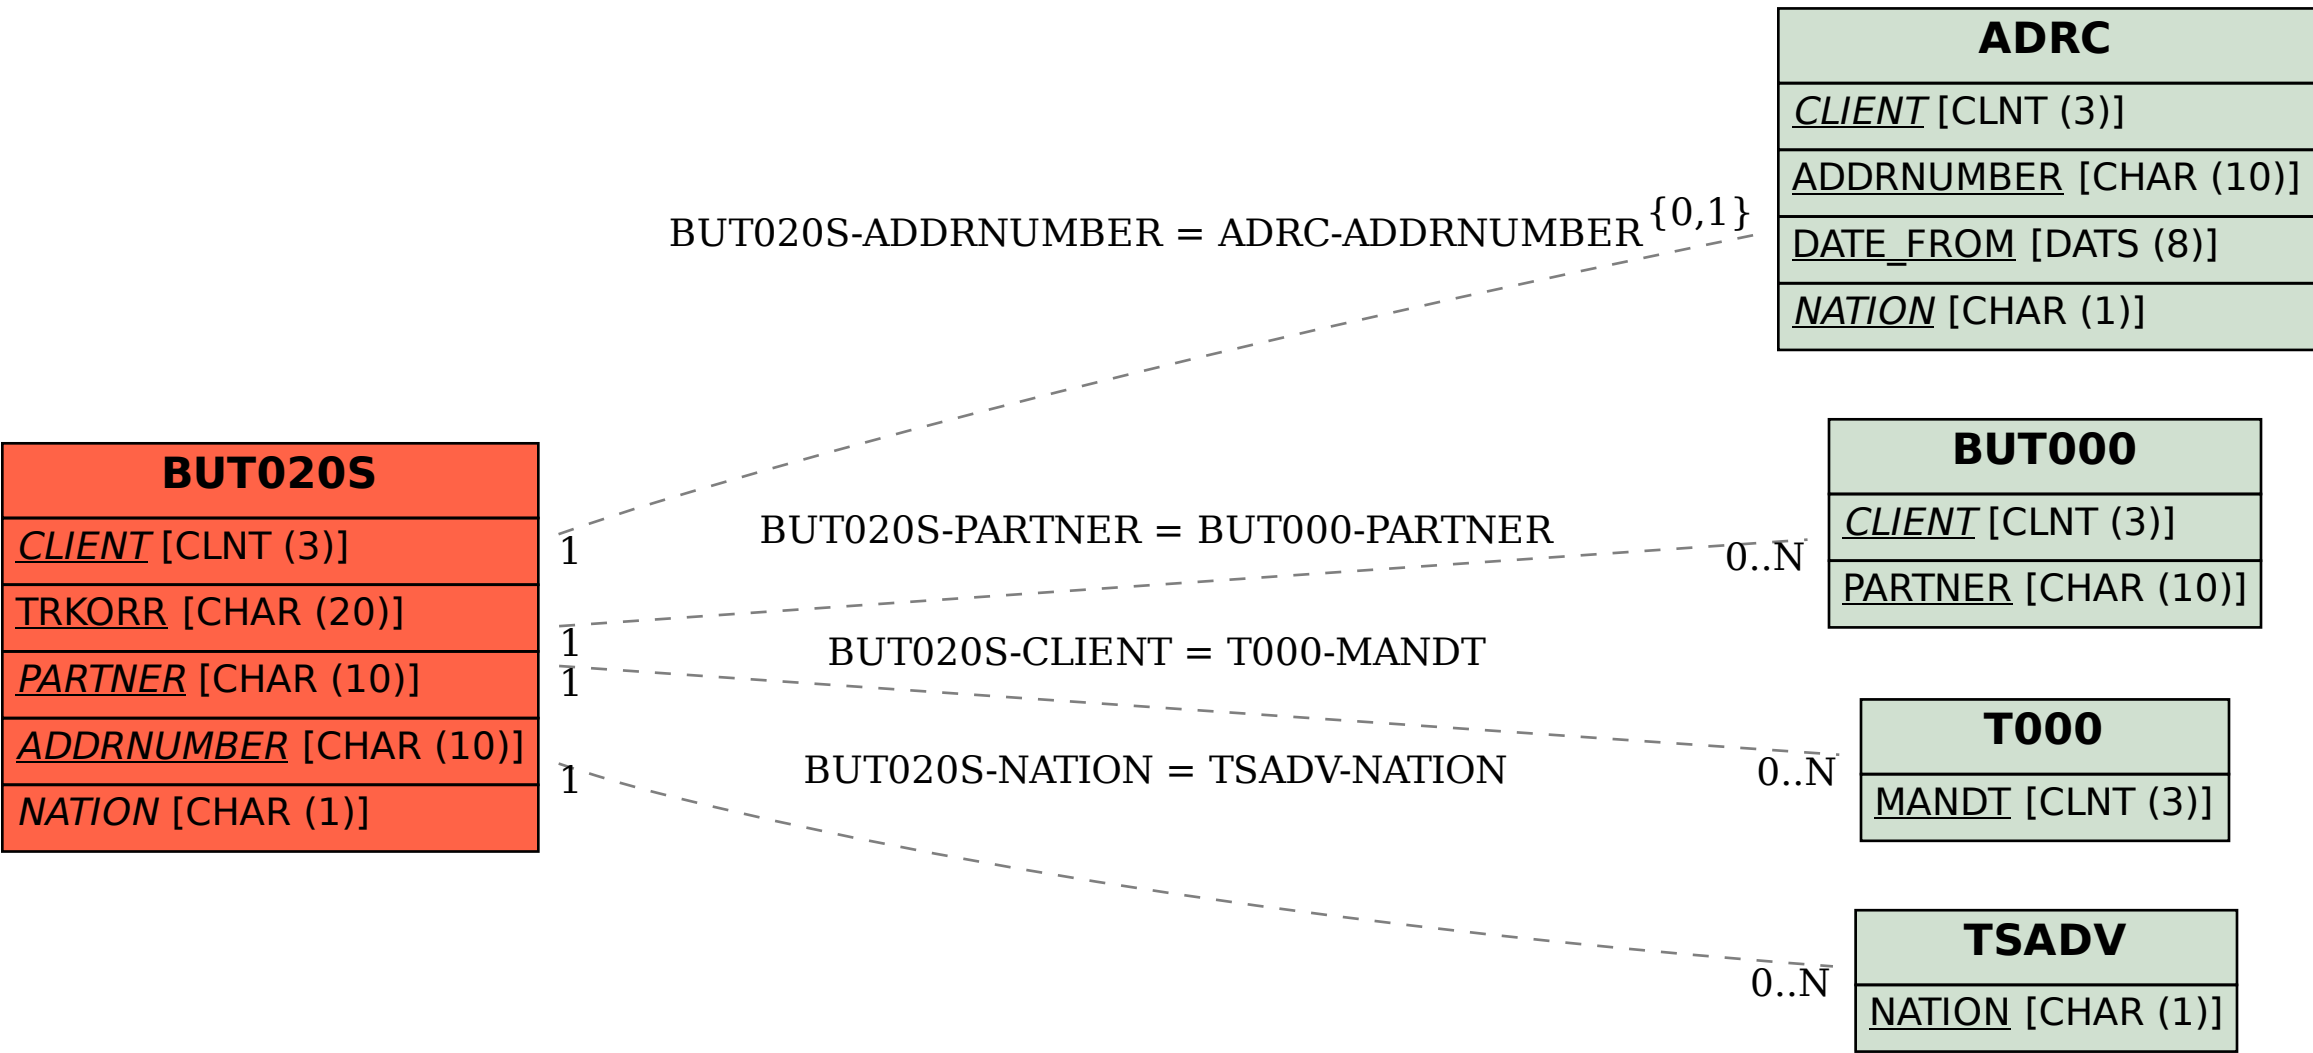 ADRC
CLIENT [CLNT (3)]
ADDRNUMBER [CHAR (10)]
DATE_FROM [DATS (8)]
NATION [CHAR (1)]
BUT020S-ADDRNUMBER = ADRC-ADDRNUMBER
{0,1}
1
BUT020S
CLIENT [CLNT (3)]
TRKORR [CHAR (20)]
PARTNER [CHAR (10)]
ADDRNUMBER [CHAR (10)]
NATION [CHAR (1)]
BUT020S-PARTNER = BUT000-PARTNER
0..N
1
BUT000
CLIENT [CLNT (3)]
PARTNER [CHAR (10)]
BUT020S-CLIENT = T000-MANDT
1
0..N
T000
MANDT [CLNT (3)]
BUT020S-NATION = TSADV-NATION
1
0..N
TSADV
NATION [CHAR (1)]